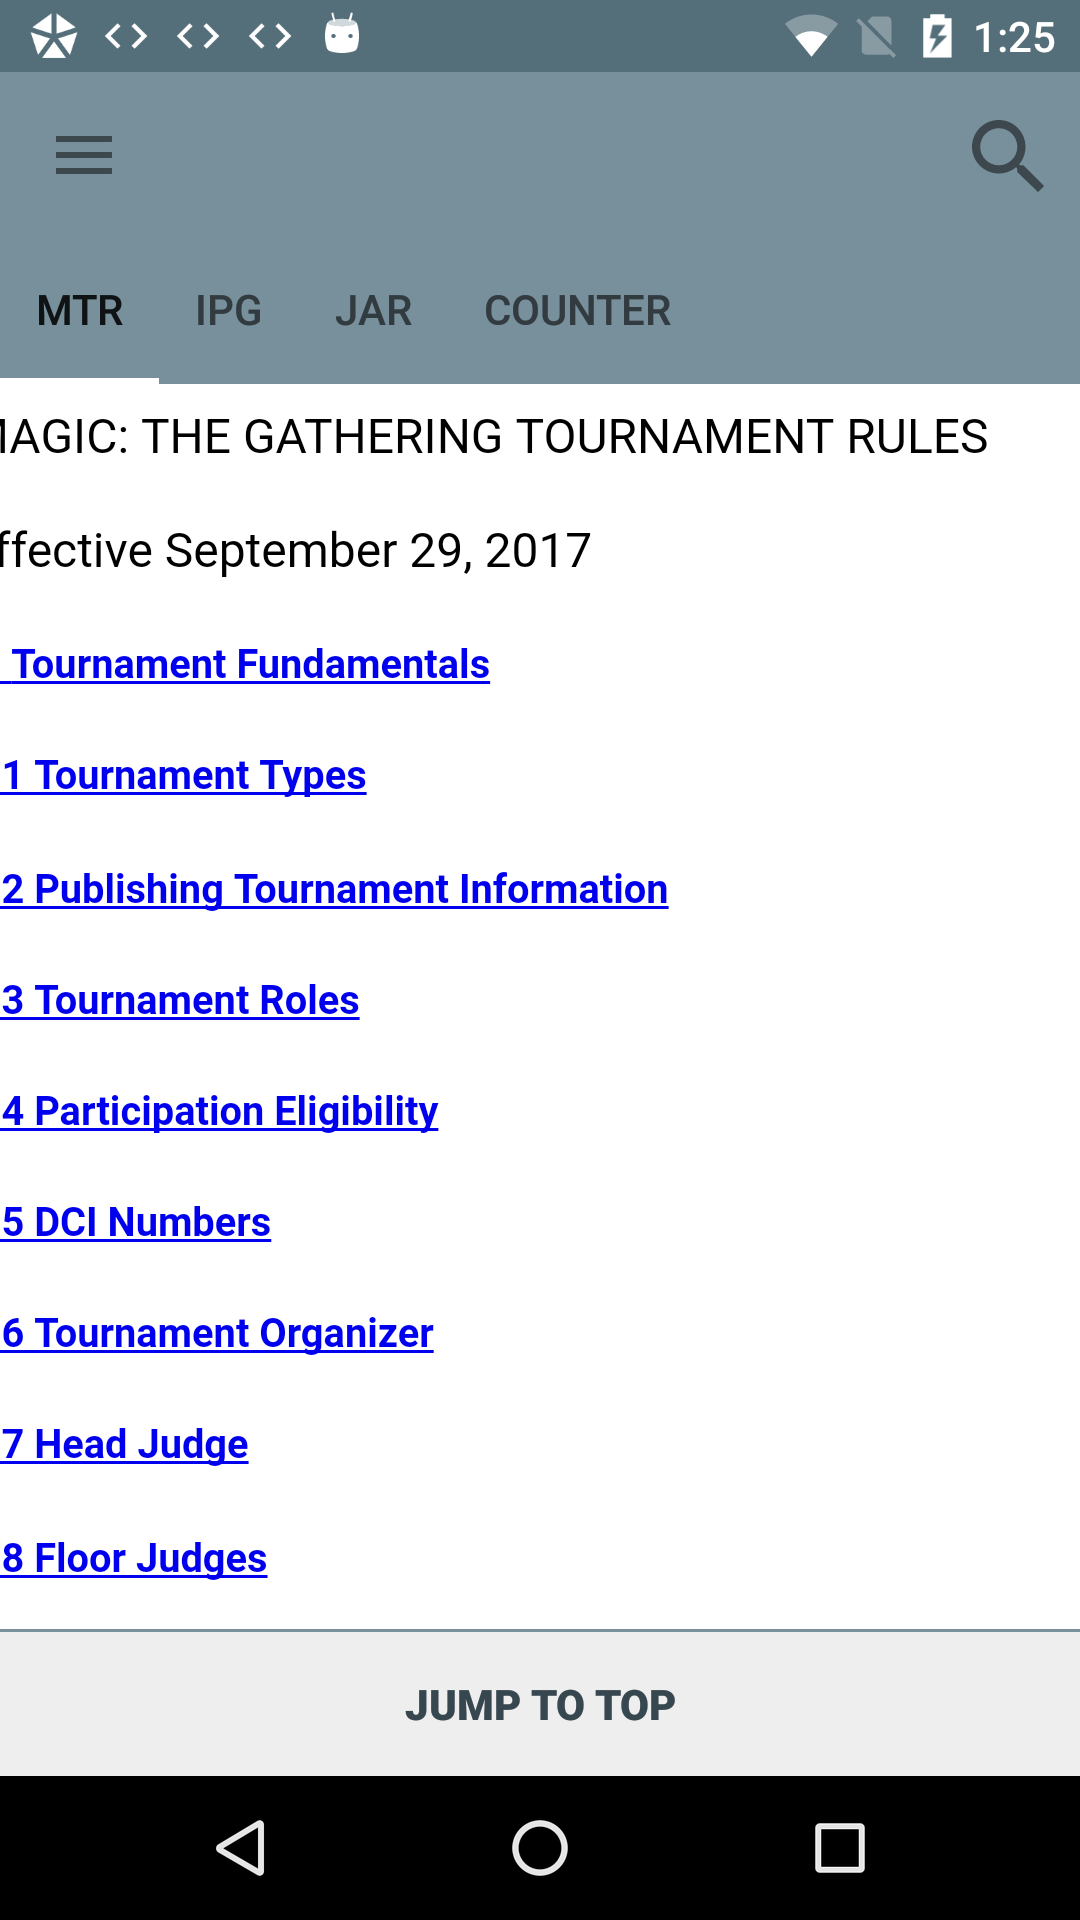 1:25
MTR IPG JAR COUNTER
MAGIC: THE GATHERING TOURNAMENT RULES
ffective September 29, 2017
Tournament Fundamentals
1 Tournament Types
2 Publishing Tournament Information
3 Tournament Roles
4 Participation Eligibility
5 DCI Numbers
6 Tournament Organizer
7 Head Judge
8 Floor Judges
JUMP TO TOP